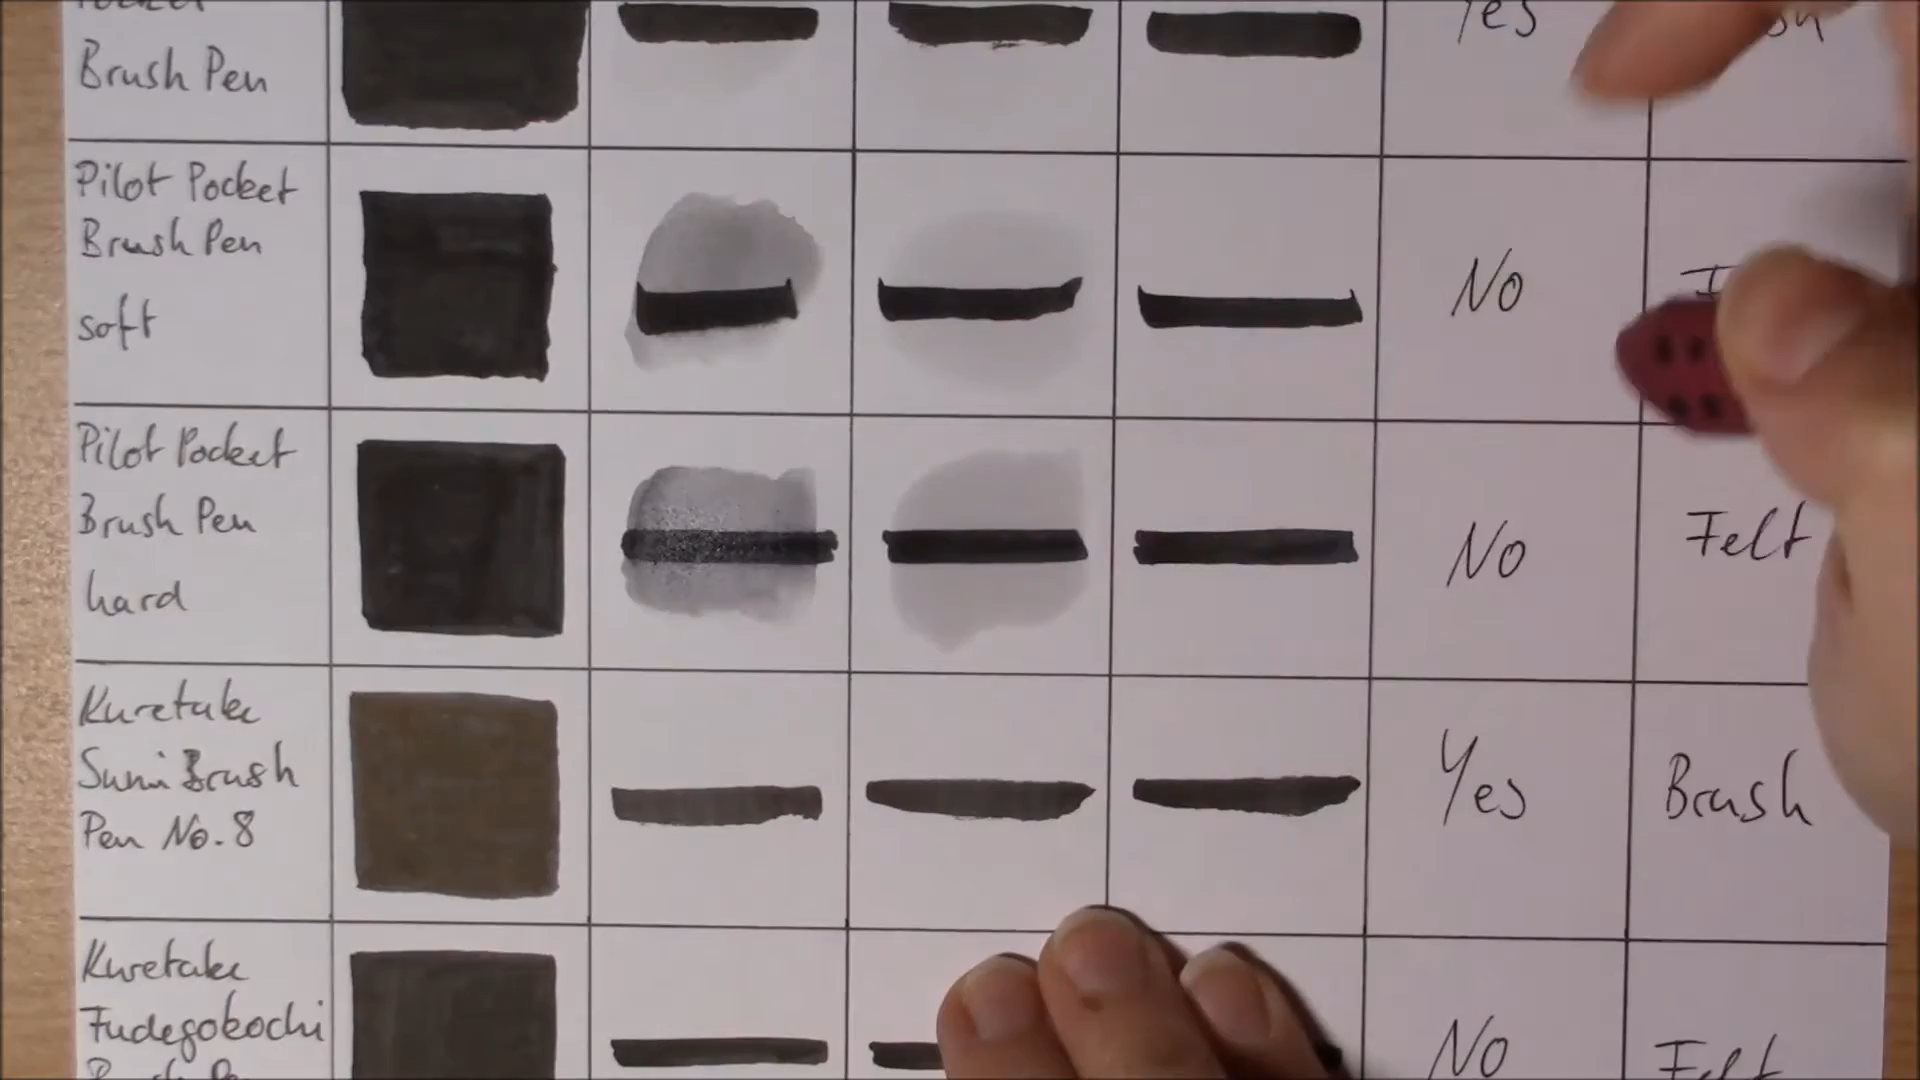 Brush Pen
Yes
Pilot Pocket
Brush Pen
soft
No
Pilot Pocket
Brush Pen
hard
No
Felt
Kuretake
Sumi Brush
Pen No. 8
Yes
Brush
Kuretake
Fudegokochi
No
Felt